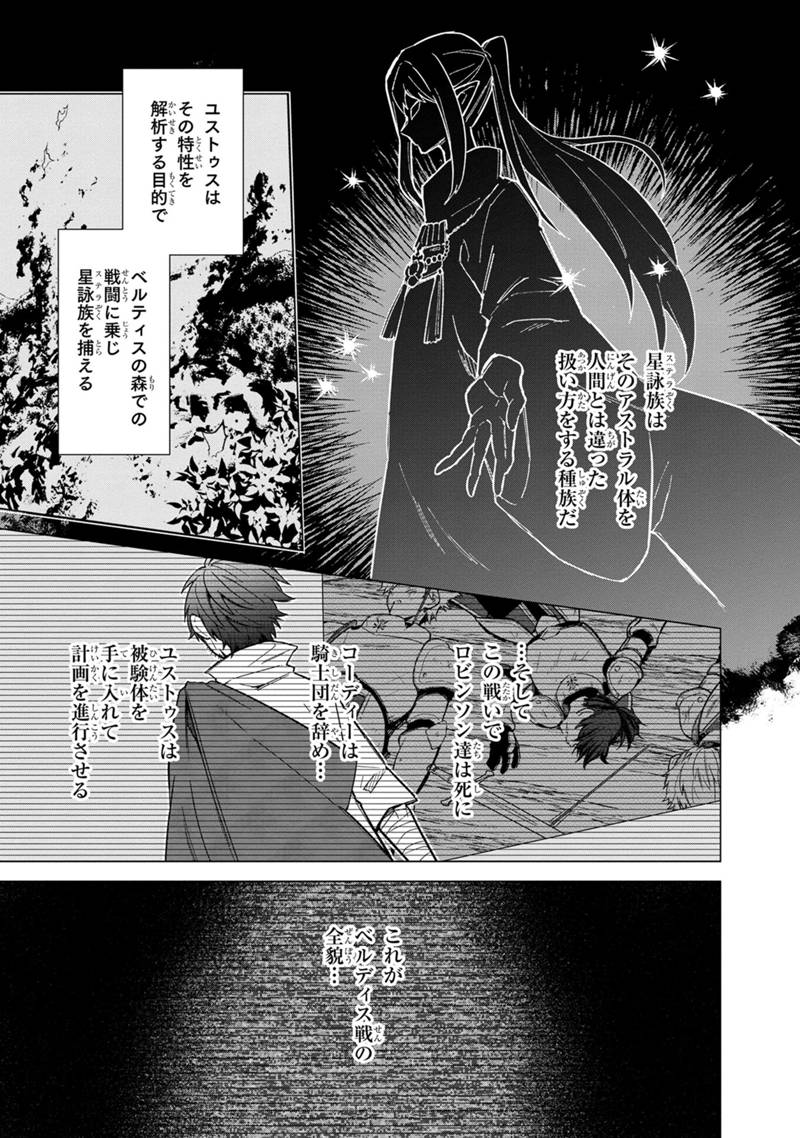 星詠族は
そのアストラル体を
人間とは違った
扱い方をする種族だ
ユストゥスは
その特性を
解析する目的で
ベルティスの森での
戦闘に乗じ
星詠族を捕える
…そして
この戦いで
ロビンソン達は死に
コーディーは
騎士団を辞め…
ユストゥスは
被験体を
手に入れて
計画を進行させる
これが
ベルディス戦の
全貌…